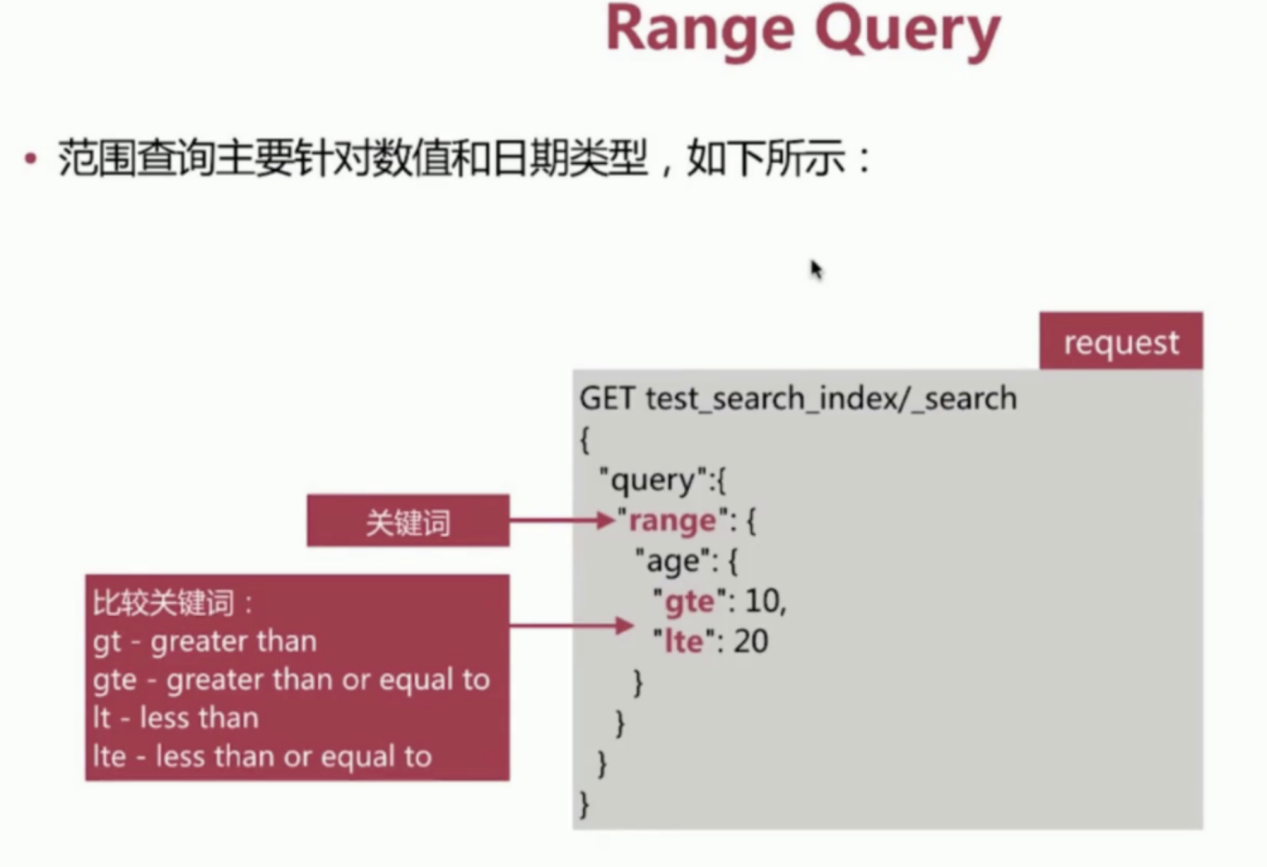 Range Query
• 范围查询主要针对数值和日期类型，如下所示：
request
GET test_search_index/_search
{
"query":{
关键词
"range": {
"age": {
比较关键词：
gt - greater than
gte - greater than or equal to
lt - less than
lte - less than or equal to
"gte": 10,
"lte": 20
}
}
}
}